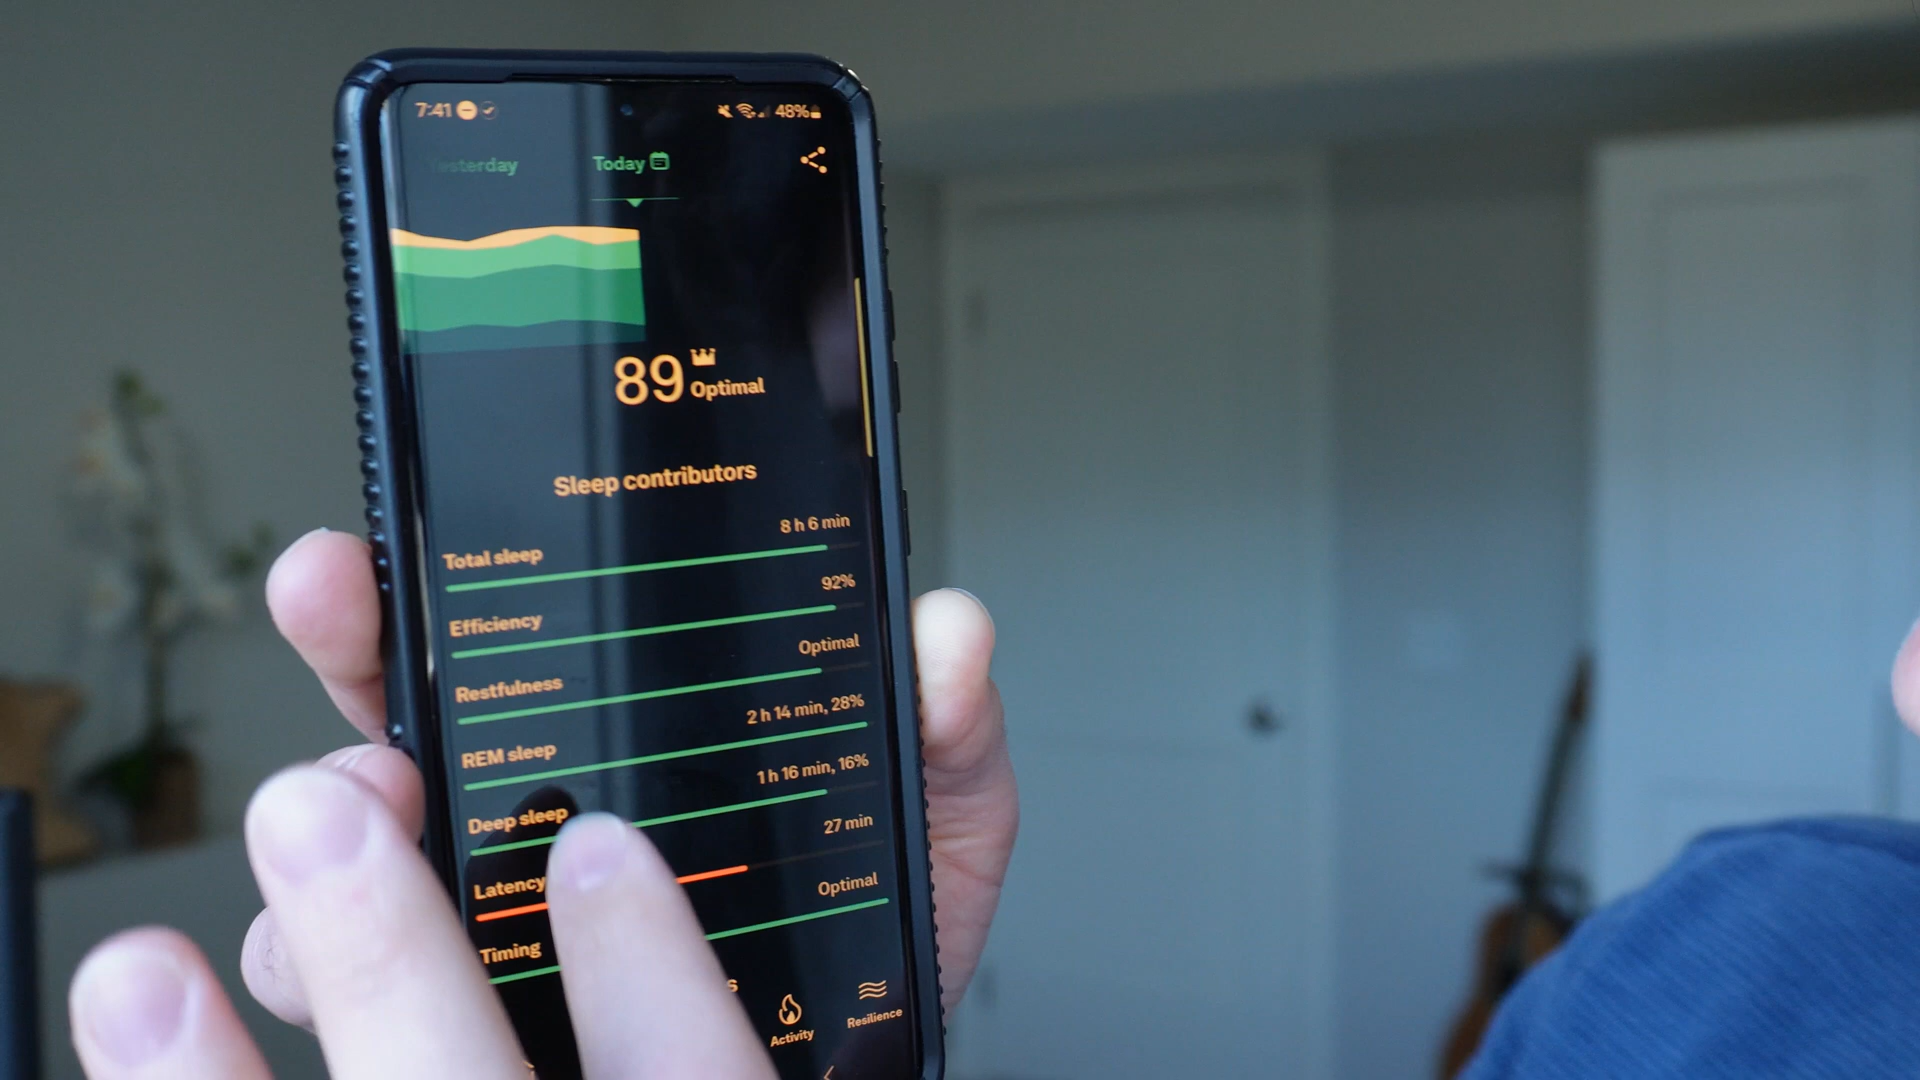 7:41 48%
Yesterday Today
89 Optimal
Sleep contributors
Total sleep 8 h 6 min
Efficiency 92%
Restfulness Optimal
REM sleep 2 h 14 min, 28%
Deep sleep 1 h 16 min, 16%
Latency 27 min
Timing Optimal
Activity Resilience